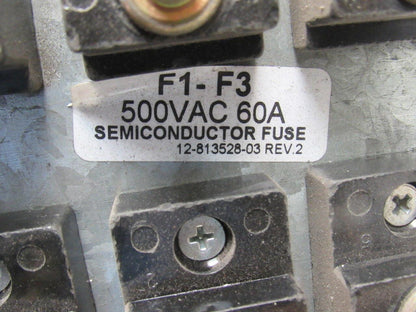 F1- F3
500VAC 60A
SEMICONDUCTOR FUSE
12-813528-03 REV.2